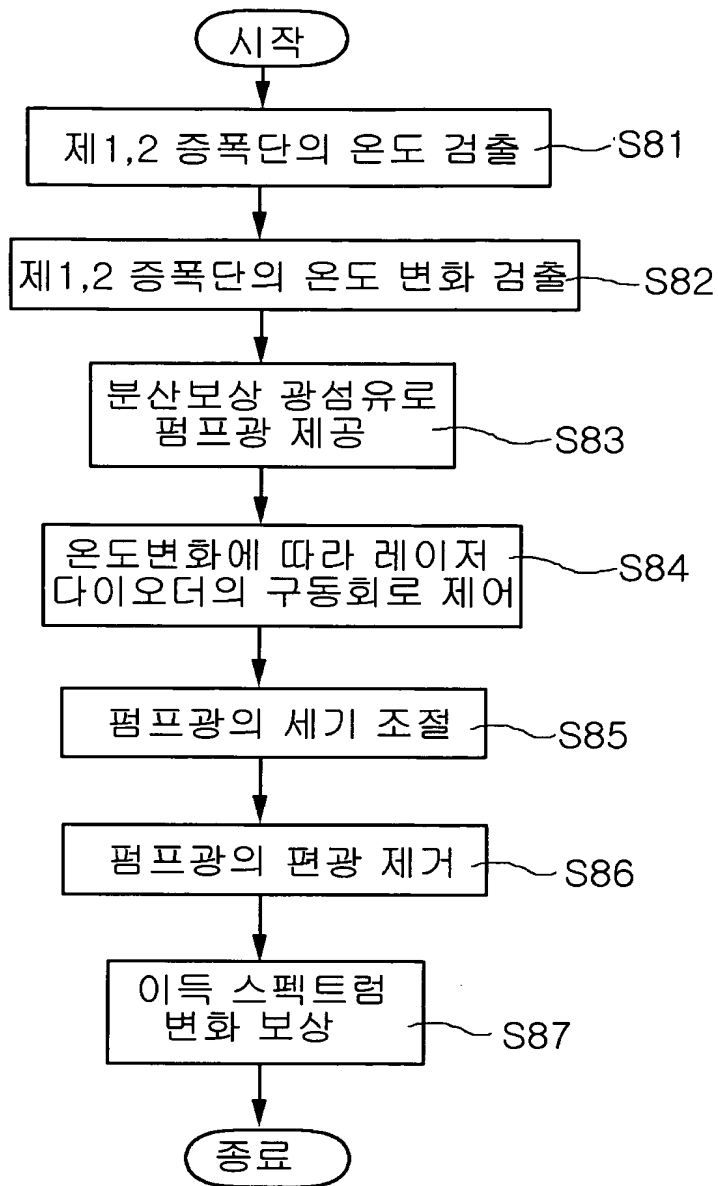 시작
제1,2 증폭단의 온도 검출
S81
제1,2 증폭단의 온도 변화 검출
S82
분산보상 광섬유로
펌프광 제공
S83
온도변화에 따라 레이저
다이오더의 구동회로 제어
S84
펌프광의 세기 조절
S85
펌프광의 편광 제거
S86
이득 스펙트럼
변화 보상
S87
종료